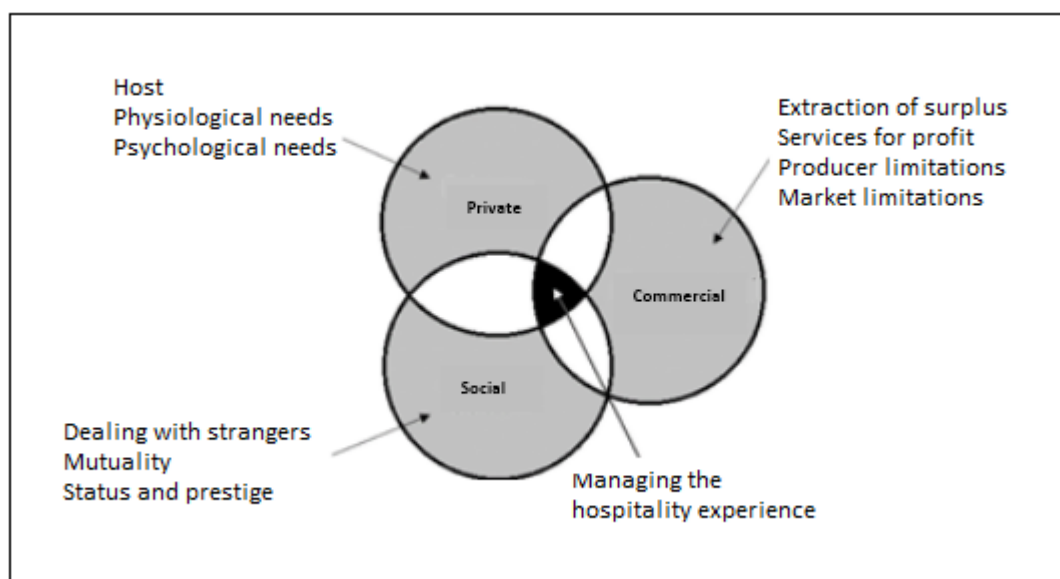 Host
Physiological needs
Psychological needs
Extraction of surplus
Services for profit
Producer limitations
Market limitations
Private
Commercial
Social
Dealing with strangers
Mutuality
Status and prestige
Managing the
hospitality experience